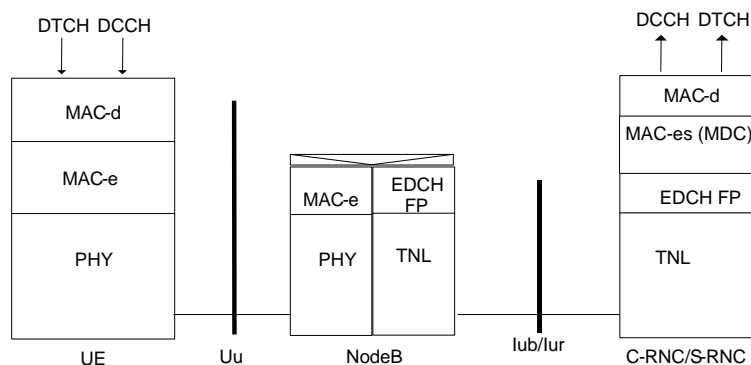 DTCH DCCH
DCCH DTCH
MAC-d
MAC-e
PHY
UE
Uu
MAC-e
EDCH
FP
PHY
TNL
NodeB
Iub/Iur
MAC-d
MAC-es (MDC)
EDCH FP
TNL
C-RNC/S-RNC